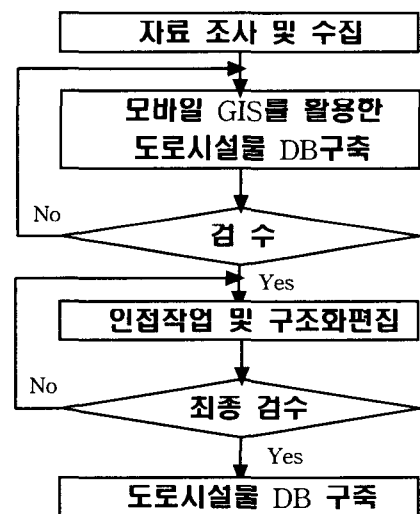 자료 조사 및 수집
모바일 GIS를 활용한
도로시설물 DB구축
No
검 수
Yes
인접작업 및 구조화편집
No
최종 검수
Yes
도로시설물 DB 구축